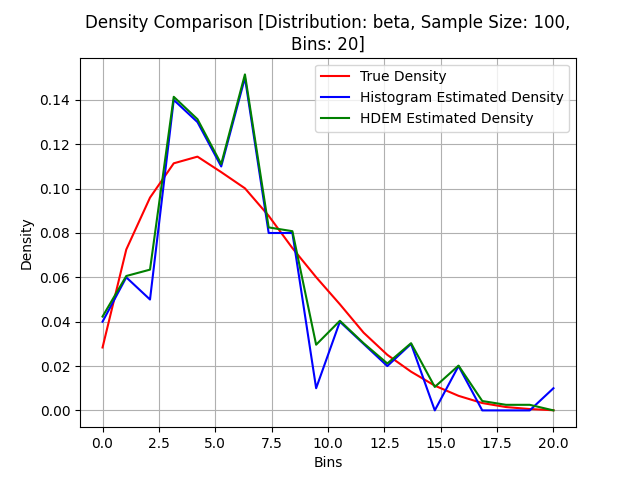 Density Comparison [Distribution: beta, Sample Size: 100,
Bins: 20]
True Density
Histogram Estimated Density
HDEM Estimated Density
Density
0.14
0.12
0.10
0.08
0.06
0.04
0.02
0.00
0.0 2.5 5.0 7.5 10.0 12.5 15.0 17.5 20.0
Bins